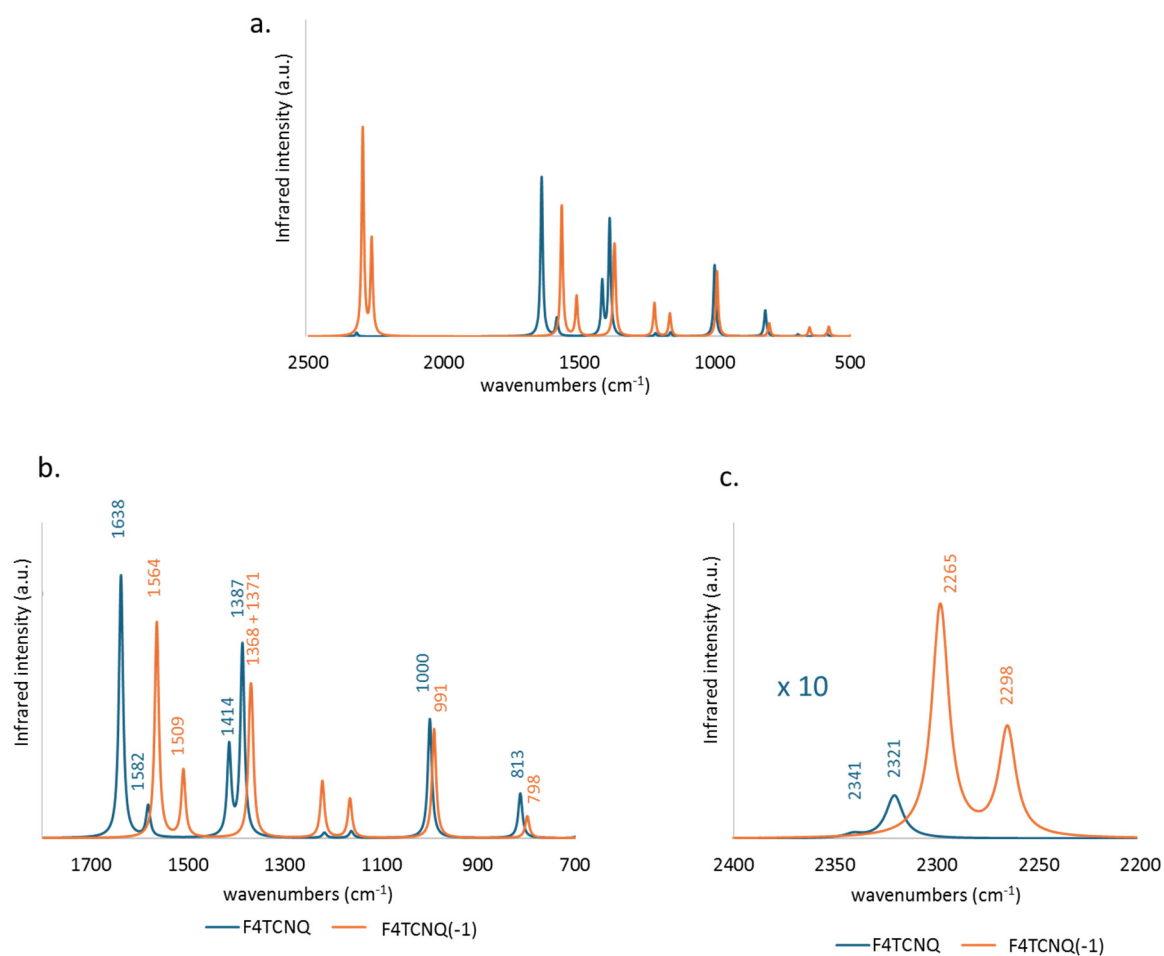 a.
Infrared intensity (a.u.)
2500 2000 1500 1000 500
wavenumbers (cm-1)
b.
Infrared intensity (a.u.)
1638
1582
1564
1509
1414
1387
1368 + 1371
1000
991
813
798
1700 1500 1300 1100 900 700
wavenumbers (cm-1)
F4TCNQ F4TCNQ(-1)
c.
Infrared intensity (a.u.)
x 10
2341
2321
2265
2298
2400 2350 2300 2250 2200
wavenumbers (cm-1)
F4TCNQ F4TCNQ(-1)